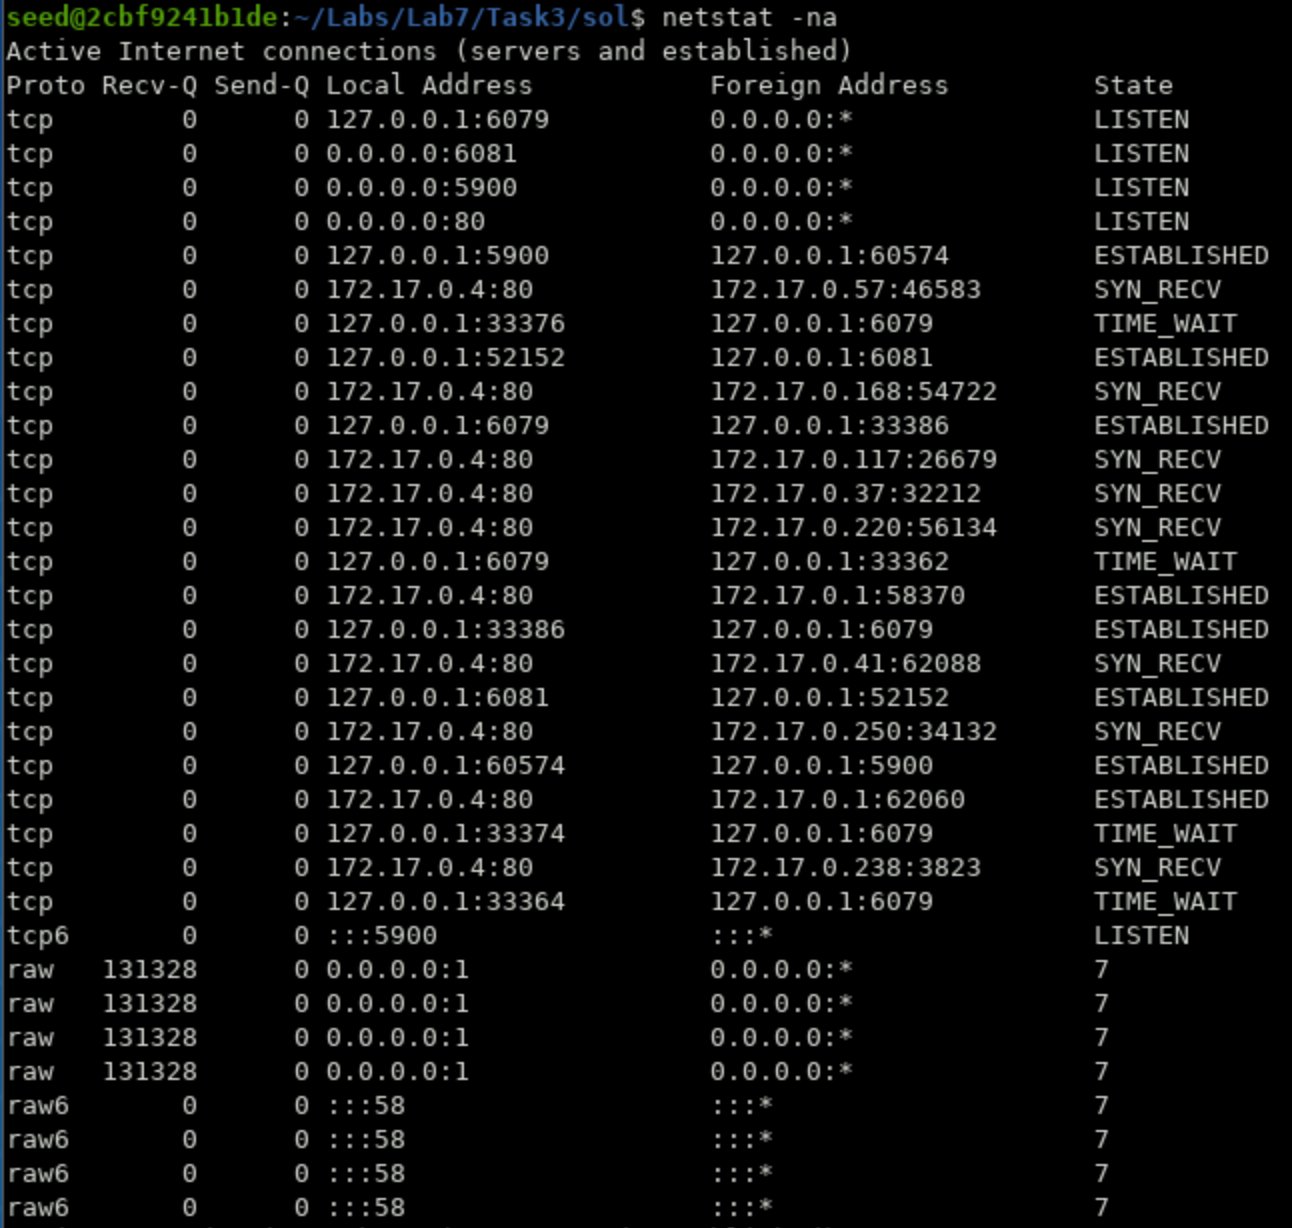 seed@2cbf9241b1de:~/Labs/Lab7/Task3/sol$ netstat -na
Active Internet connections (servers and established)
Proto Recv-Q Send-Q Local Address           Foreign Address         State
tcp        0      0 127.0.0.1:6079          0.0.0.0:*               LISTEN
tcp        0      0 0.0.0.0:6081            0.0.0.0:*               LISTEN
tcp        0      0 0.0.0.0:5900            0.0.0.0:*               LISTEN
tcp        0      0 0.0.0.0:80              0.0.0.0:*               LISTEN
tcp        0      0 127.0.0.1:5900          127.0.0.1:60574         ESTABLISHED
tcp        0      0 172.17.0.4:80           172.17.0.57:46583       SYN_RECV
tcp        0      0 127.0.0.1:33376         127.0.0.1:6079          TIME_WAIT
tcp        0      0 127.0.0.1:52152         127.0.0.1:6081          ESTABLISHED
tcp        0      0 172.17.0.4:80           172.17.0.168:54722      SYN_RECV
tcp        0      0 127.0.0.1:6079          127.0.0.1:33386         ESTABLISHED
tcp        0      0 172.17.0.4:80           172.17.0.117:26679      SYN_RECV
tcp        0      0 172.17.0.4:80           172.17.0.37:32212       SYN_RECV
tcp        0      0 172.17.0.4:80           172.17.0.220:56134      SYN_RECV
tcp        0      0 127.0.0.1:6079          127.0.0.1:33362         TIME_WAIT
tcp        0      0 172.17.0.4:80           172.17.0.1:58370        ESTABLISHED
tcp        0      0 127.0.0.1:33386         127.0.0.1:6079          ESTABLISHED
tcp        0      0 172.17.0.4:80           172.17.0.41:62088       SYN_RECV
tcp        0      0 127.0.0.1:6081          127.0.0.1:52152         ESTABLISHED
tcp        0      0 172.17.0.4:80           172.17.0.250:34132      SYN_RECV
tcp        0      0 127.0.0.1:60574         127.0.0.1:5900          ESTABLISHED
tcp        0      0 172.17.0.4:80           172.17.0.1:62060        ESTABLISHED
tcp        0      0 127.0.0.1:33374         127.0.0.1:6079          TIME_WAIT
tcp        0      0 172.17.0.4:80           172.17.0.238:3823       SYN_RECV
tcp        0      0 127.0.0.1:33364         127.0.0.1:6079          TIME_WAIT
tcp6       0      0 :::5900                 :::*                    LISTEN
raw   131328      0 0.0.0.0:1               0.0.0.0:*               7
raw   131328      0 0.0.0.0:1               0.0.0.0:*               7
raw   131328      0 0.0.0.0:1               0.0.0.0:*               7
raw   131328      0 0.0.0.0:1               0.0.0.0:*               7
raw6       0      0 :::58                   :::*                    7
raw6       0      0 :::58                   :::*                    7
raw6       0      0 :::58                   :::*                    7
raw6       0      0 :::58                   :::*                    7